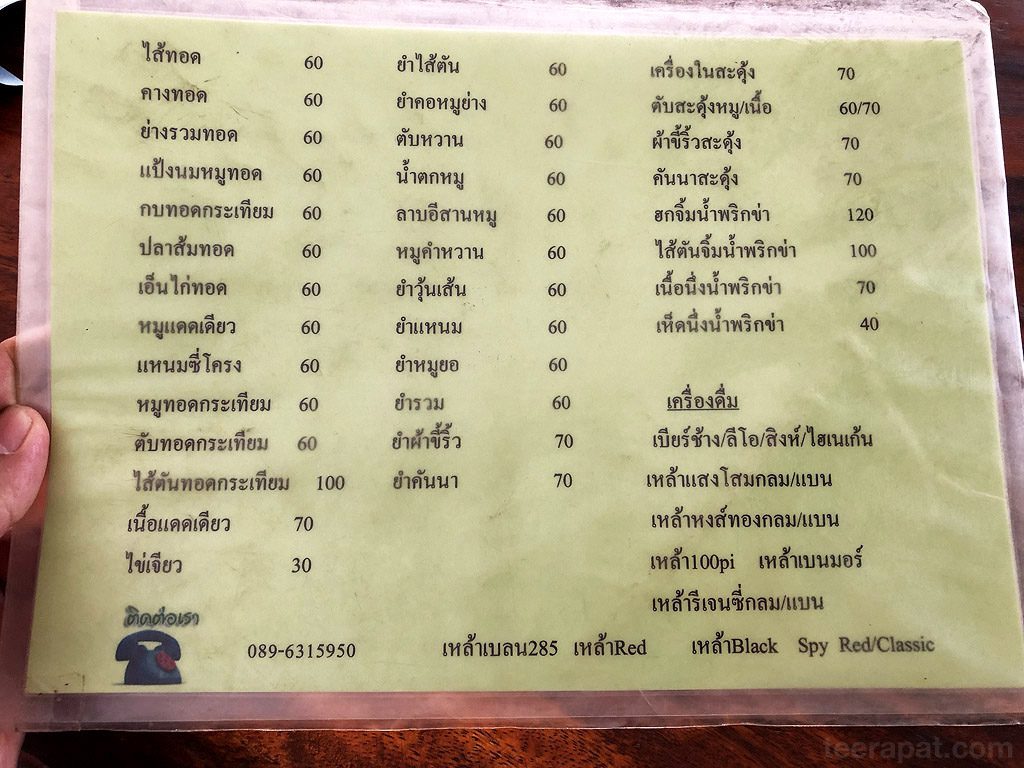 ไส้ทอด 60
คางทอด 60
ย่างรวมทอด 60
แป้งนมหมูทอด 60
กบทอดกระเทียม 60
ปลาส้มทอด 60
เอ็นไก่ทอด 60
หมูแดดเดียว 60
แหนมซี่โครง 60
หมูทอดกระเทียม 60
ตับทอดกระเทียม 60
ไส้ตันทอดกระเทียม 100
เนื้อแดดเดียว 70
ไข่เจียว 30
ยำไส้ตัน 60
ยำคอหมูย่าง 60
ตับหวาน 60
น้ำตกหมู 60
ลาบอีสานหมู 60
หมูคำหวาน 60
ยำวุ้นเส้น 60
ยำแหนม 60
ยำหมูยอ 60
ยำรวม 60
ยำผ้าขี้ริ้ว 70
ยำคันนา 70
เครื่องในสะดุ้ง 70
ตับสะดุ้งหมู/เนื้อ 60/70
ผ้าขี้ริ้วสะดุ้ง 70
คันนาสะดุ้ง 70
ฮกจิ้มน้ำพริกข่า 120
ไส้ตันจิ้มน้ำพริกข่า 100
เนื้อนึ่งน้ำพริกข่า 70
เห็ดนึ่งน้ำพริกข่า 40
เครื่องดื่ม
เบียร์ช้าง/ลีโอ/สิงห์/ไฮเนเก้น
เหล้าแสงโสมกลม/แบน
เหล้าหงส์ทองกลม/แบน
เหล้า100pi เหล้าเบนมอร์
เหล้ารีเจนซี่กลม/แบน
เหล้าเบลน285 เหล้าRed เหล้าBlack Spy Red/Classic
ติดต่อเรา
089-6315950
teerapat.com